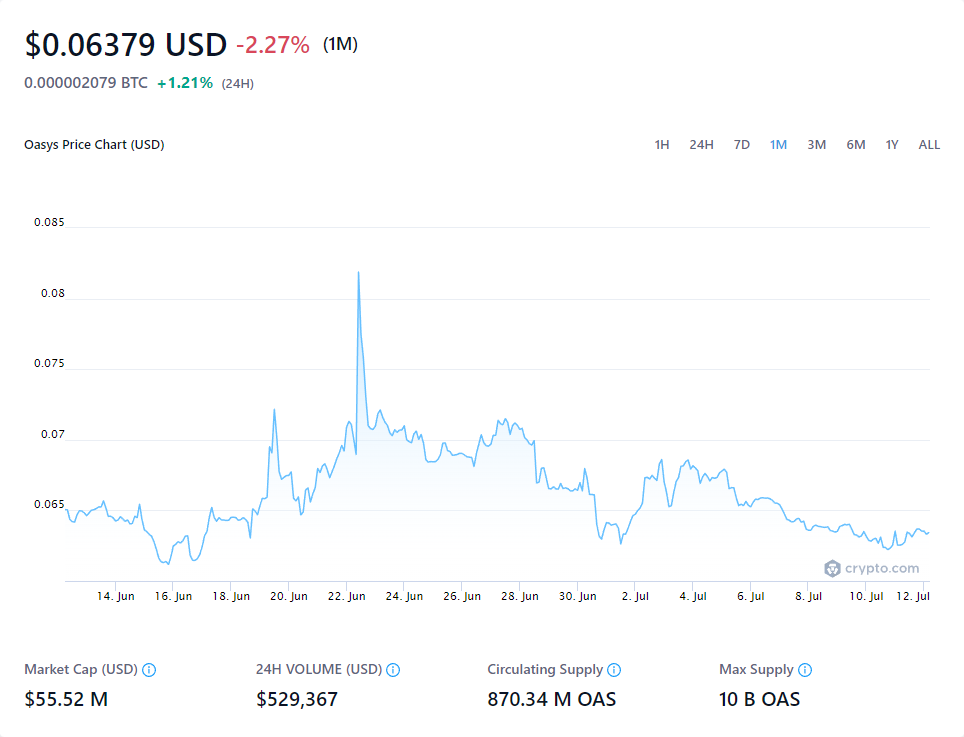 $0.06379 USD -2.27% (1M)
0.000002079 BTC +1.21% (24H)
Oasys Price Chart (USD) 1H 24H 7D 1M 3M 6M 1Y ALL
0.085
0.08
0.075
0.07
0.065
crypto.com
14. Jun 16. Jun 18. Jun 20. Jun 22. Jun 24. Jun 26. Jun 28. Jun 30. Jun 2. Jul 4. Jul 6. Jul 8. Jul 10. Jul 12. Jul
Market Cap (USD) 24H VOLUME (USD) Circulating Supply Max Supply
$55.52 M $529,367 870.34 M OAS 10 B OAS